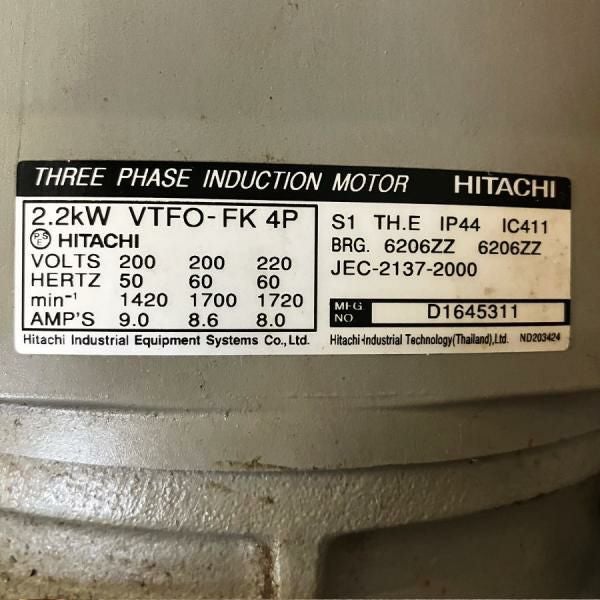 THREE PHASE INDUCTION MOTOR HITACHI
2.2kW VTFO-FK 4P
PSE HITACHI
VOLTS 200 200 220
HERTZ 50 60 60
min⁻¹ 1420 1700 1720
AMP'S 9.0 8.6 8.0
Hitachi Industrial Equipment Systems Co.,Ltd.
S1 TH.E IP44 IC411
BRG. 6206ZZ 6206ZZ
JEC-2137-2000
MFG NO D1645311
Hitachi Industrial Technology(Thailand),Ltd. ND203424